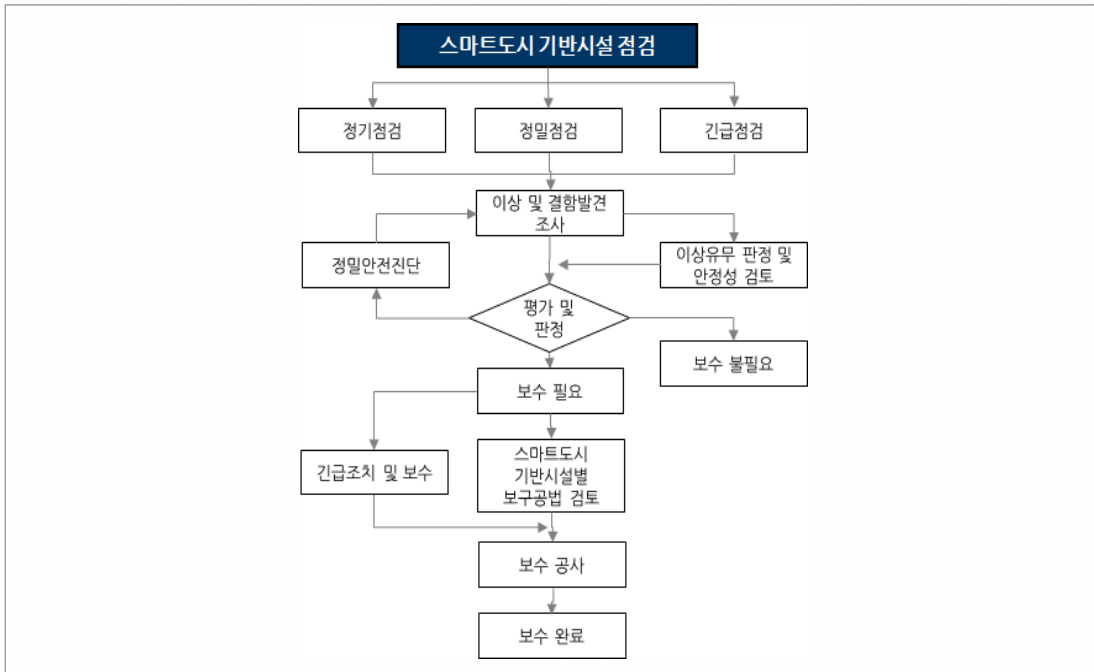 스마트도시 기반시설 점검
정기점검
정밀점검
긴급점검
이상 및 결함발견
조사
정밀안전진단
이상유무 판정 및
안정성 검토
평가 및
판정
보수 불필요
보수 필요
긴급조치 및 보수
스마트도시
기반시설별
보구공법 검토
보수 공사
보수 완료